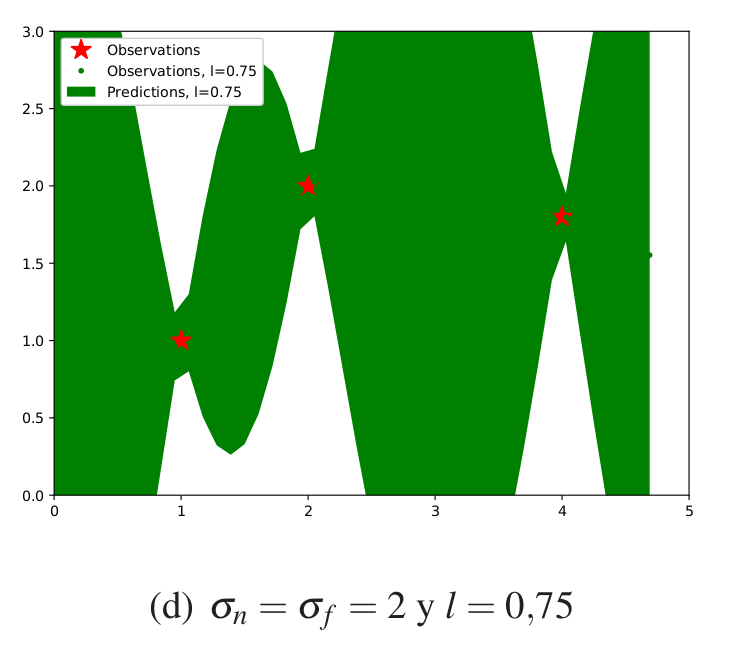 3.0
Observations
Observations, l=0.75
Predictions, l=0.75
2.5
2.0
1.5
1.0
0.5
0.0
0 1 2 3 4 5
(d) σn = σf = 2 y l = 0,75